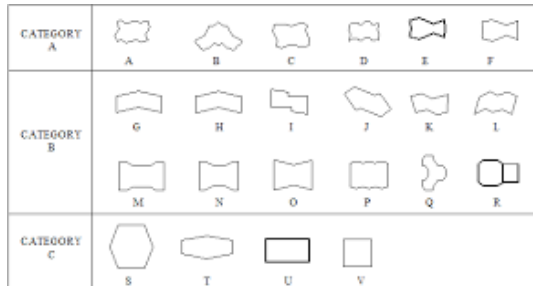 CATEGORY
A
A B C D E F
CATEGORY
B
G H I J K L
M N O P Q R
CATEGORY
C
S T U V